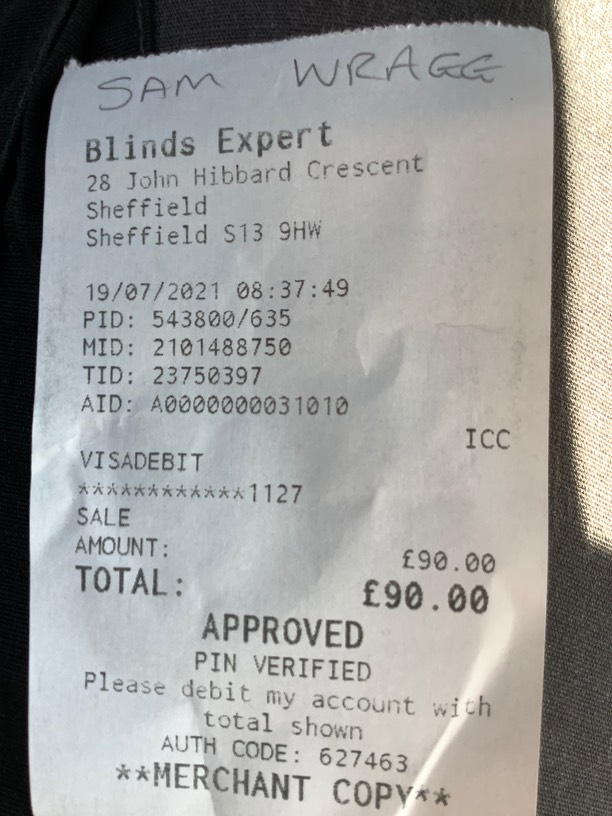 SAM WRAGG
Blinds Expert
28 John Hibbard Crescent
Sheffield
Sheffield S13 9HW
19/07/2021 08:37:49
PID: 543800/635
MID: 2101488750
TID: 23750397
AID: A0000000031010
ICC
VISADEBIT
************1127
SALE
AMOUNT: £90.00
TOTAL: £90.00
APPROVED
PIN VERIFIED
Please debit my account with
total shown
AUTH CODE: 627463
**MERCHANT COPY**